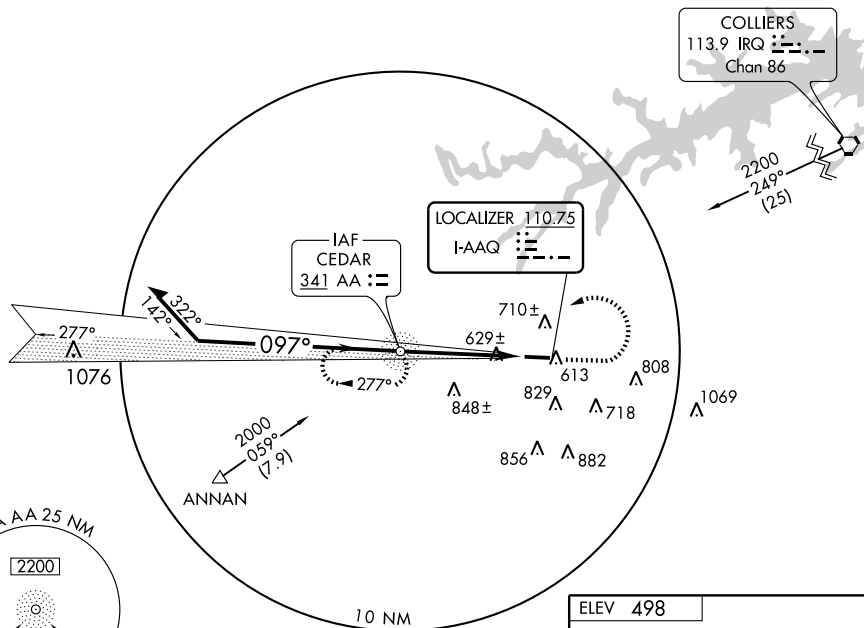 COLLIERS
113.9 IRQ
Chan 86
2200
249°
(25)
LOCALIZER 110.75
I-AAQ
IAF
CEDAR
341 AA
710±
322°
142°
277°
097°
629±
1076
277°
613
808
848±
829
718
1069
2000
059°
(7.9)
856
882
ANNAN
AA 25 NM
2200
10 NM
ELEV 498